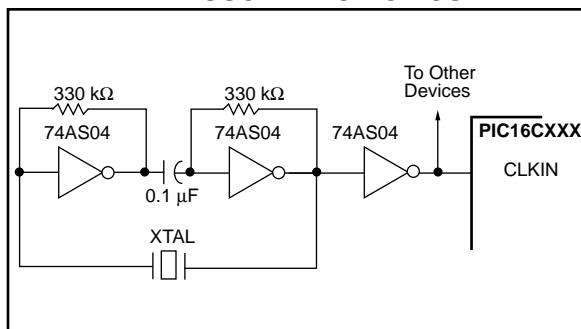 330 kΩ
330 kΩ
To Other
Devices
74AS04
74AS04
74AS04
PIC16CXXX
CLKIN
0.1 µF
XTAL